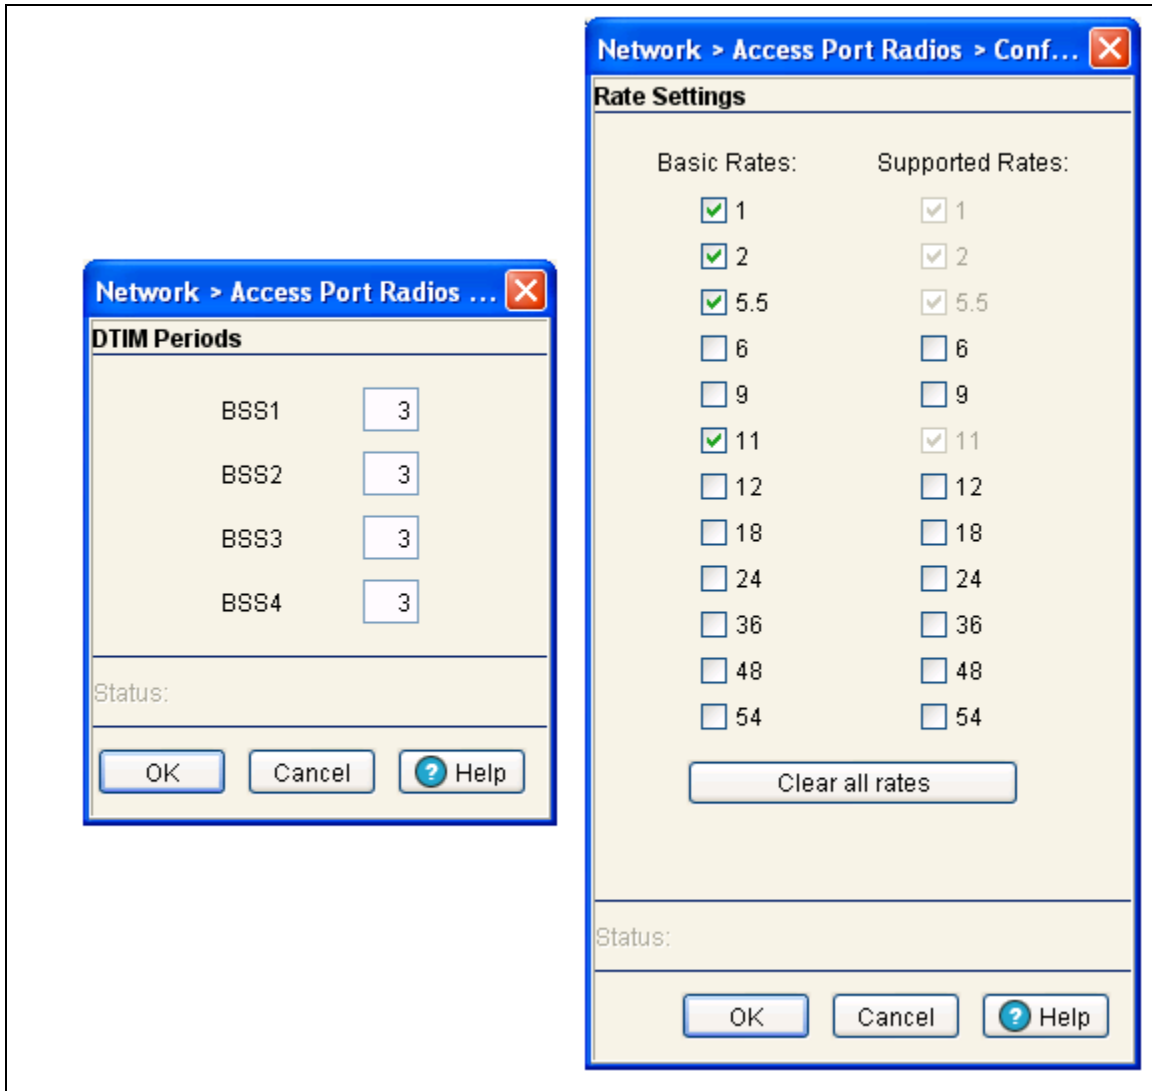 Network > Access Port Radios ...
DTIM Periods
BSS1 3
BSS2 3
BSS3 3
BSS4 3
Status:
OK Cancel ? Help
Network > Access Port Radios > Conf...
Rate Settings
Basic Rates: Supported Rates:
1 1
2 2
5.5 5.5
6 6
9 9
11 11
12 12
18 18
24 24
36 36
48 48
54 54
Clear all rates
Status:
OK Cancel ? Help